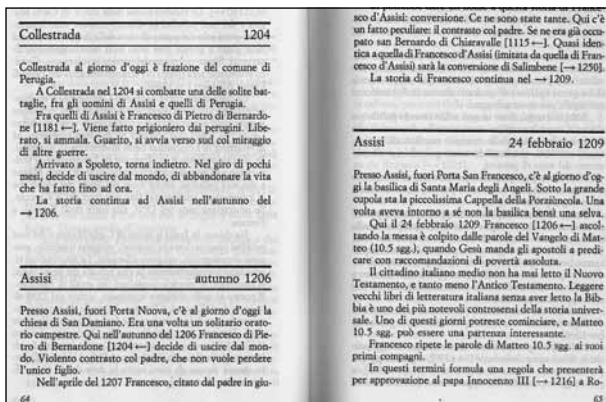 Collestrada 1204
Collestrada al giorno d'oggi è frazione del comune di
Perugia.
A Collestrada nel 1204 si combatte una delle solite bat-
taglie, fra gli uomini di Assisi e quelli di Perugia.
Fra quelli di Assisi è Francesco di Pietro di Bernardo-
ne [1181 ←]. Viene fatto prigioniero dai perugini. Libe-
rato, si ammala. Guarito, si avvia verso sud col miraggio
di altre guerre.
Arrivato a Spoleto, torna indietro. Nel giro di pochi
mesi, decide di uscire dal mondo, di abbandonare la vita
che ha fatto fino ad ora.
La storia continua ad Assisi nell'autunno del
→ 1206.
Assisi autunno 1206
Presso Assisi, fuori Porta Nuova, c'è al giorno d'oggi la
chiesa di San Damiano. Era una volta un solitario orato-
rio campestre. Qui nell'autunno del 1206 Francesco di Pie-
tro di Bernardone [1204 ←] decide di uscire dal mon-
do. Violento contrasto col padre, che non vuole perdere
l'unico figlio.
Nell'aprile del 1207 Francesco, citato dal padre in giu-
64
sco d'Assisi: conversione. Ce ne sono state tante. Qui c'è
un fatto peculiare: il contrasto col padre. Se ne era già occu-
pato san Bernardo di Chiaravalle [1115 ←]. Quasi iden-
tica a quella di Francesco d'Assisi (imitata da quella di Fran-
cesco d'Assisi) sarà la conversione di Salimbene [→ 1250].
La storia di Francesco continua nel → 1209.
Assisi 24 febbraio 1209
Presso Assisi, fuori Porta San Francesco, c'è al giorno d'og-
gi la basilica di Santa Maria degli Angeli. Sotto la grande
cupola sta la piccolissima Cappella della Porziùncola. Una
volta aveva intorno a sé non la basilica bensì una selva.
Qui il 24 febbraio 1209 Francesco [1206 ←] ascol-
tando la messa è colpito dalle parole del Vangelo di Mat-
teo (10.5 sgg.), quando Gesù manda gli apostoli a predi-
care con raccomandazioni di povertà assoluta.
Il cittadino italiano medio non ha mai letto il Nuovo
Testamento, e tanto meno l'Antico Testamento. Leggere
vecchi libri di letteratura italiana senza aver letto la Bib-
bia è uno dei più notevoli controsensi della storia univer-
sale. Uno di questi giorni potreste cominciare, e Matteo
10.5 sgg. può essere una partenza interessante.
Francesco ripete le parole di Matteo 10.5 sgg. ai suoi
primi compagni.
In questi termini formula una regola che presenterà
per approvazione al papa Innocenzo III [→ 1216] a Ro-
65